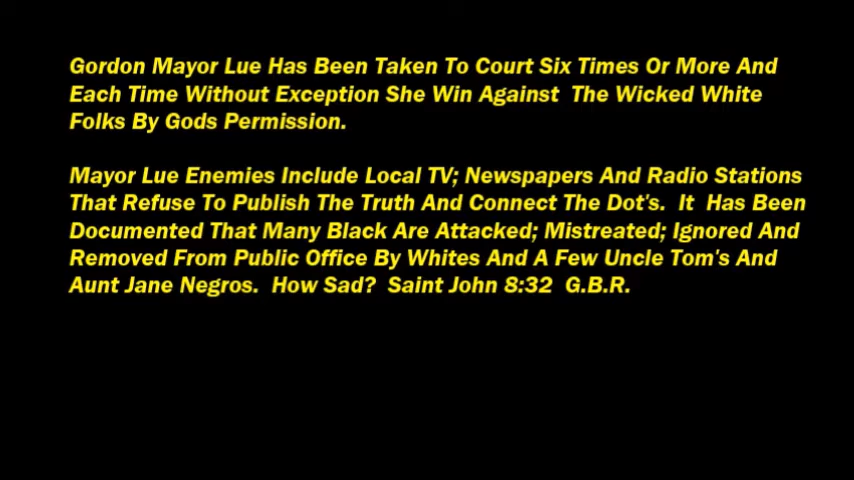 Gordon Mayor Lue Has Been Taken To Court Six Times Or More And
Each Time Without Exception She Win Against  The Wicked White
Folks By Gods Permission.
Mayor Lue Enemies Include Local TV; Newspapers And Radio Stations
That Refuse To Publish The Truth And Connect The Dot's.  It  Has Been
Documented That Many Black Are Attacked; Mistreated; Ignored And
Removed From Public Office By Whites And A Few Uncle Tom's And
Aunt Jane Negros.  How Sad?  Saint John 8:32  G.B.R.